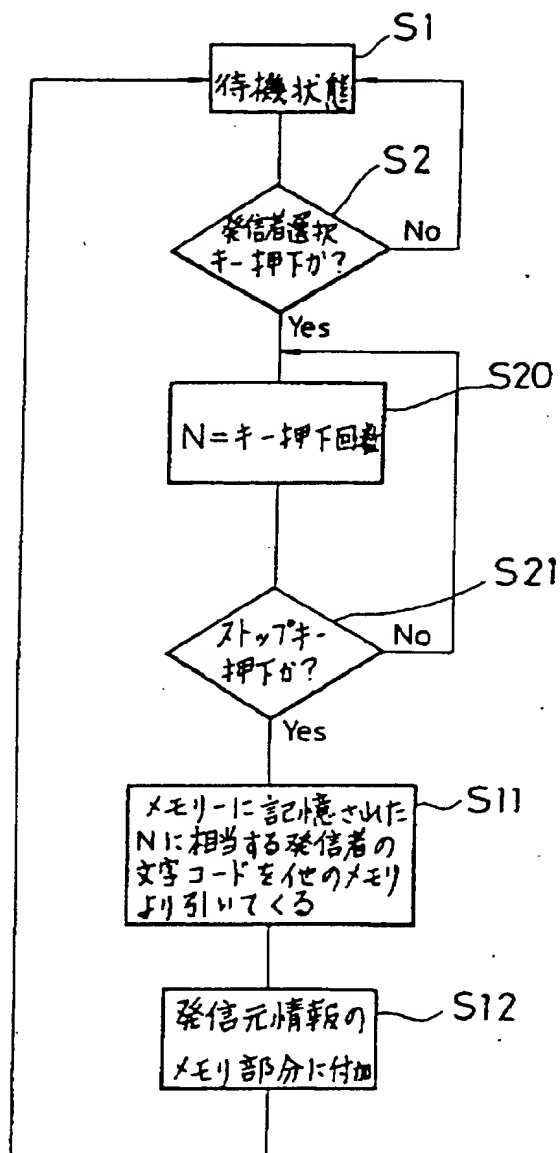 S1
待機状態
S2
発信者選択
キー押下か?
No
Yes
S20
N=キー押下回数
S21
ストップキー
押下か?
No
Yes
S11
メモリーに記憶された
Nに相当する発信者の
文字コードを他のメモリ
より引いてくる
S12
発信元情報の
メモリ部分に付加